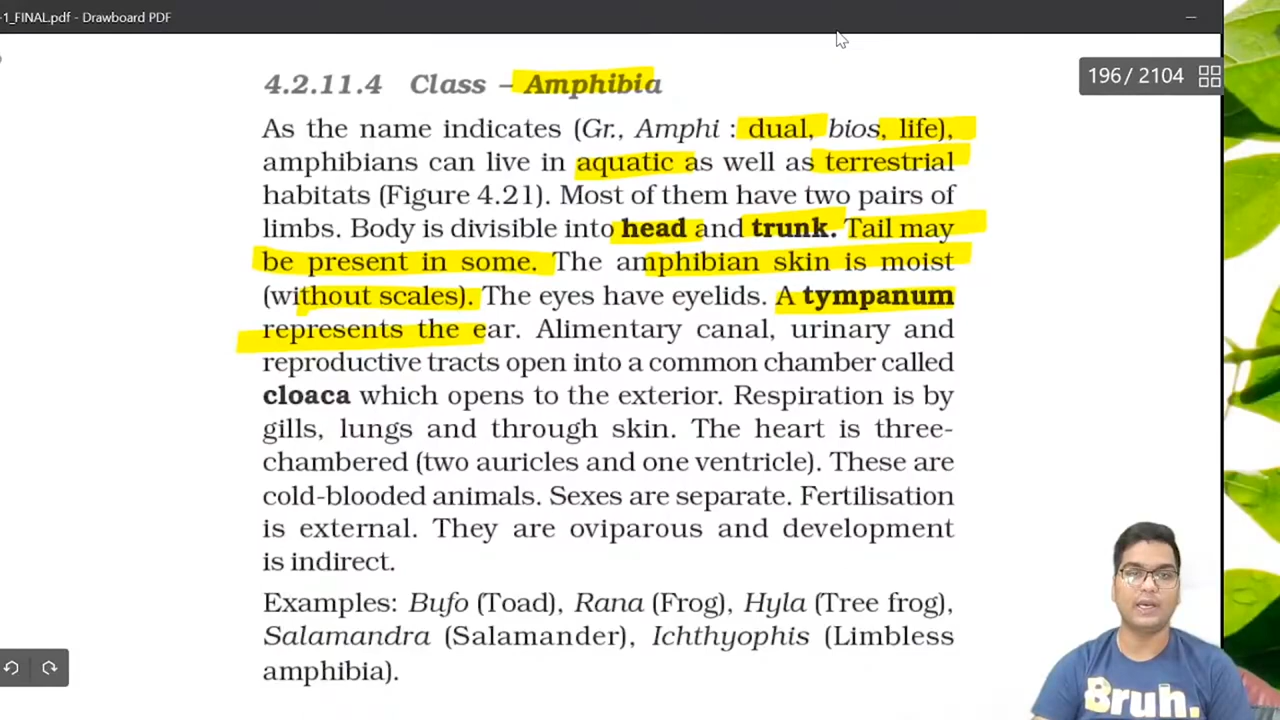 -1_FINAL.pdf - Drawboard PDF
196 / 2104
4.2.11.4 Class – Amphibia
As the name indicates (Gr., Amphi : dual, bios, life),
amphibians can live in aquatic as well as terrestrial
habitats (Figure 4.21). Most of them have two pairs of
limbs. Body is divisible into head and trunk. Tail may
be present in some. The amphibian skin is moist
(without scales). The eyes have eyelids. A tympanum
represents the ear. Alimentary canal, urinary and
reproductive tracts open into a common chamber called
cloaca which opens to the exterior. Respiration is by
gills, lungs and through skin. The heart is three-
chambered (two auricles and one ventricle). These are
cold-blooded animals. Sexes are separate. Fertilisation
is external. They are oviparous and development
is indirect.
Examples: Bufo (Toad), Rana (Frog), Hyla (Tree frog),
Salamandra (Salamander), Ichthyophis (Limbless
amphibia).
Bruh.